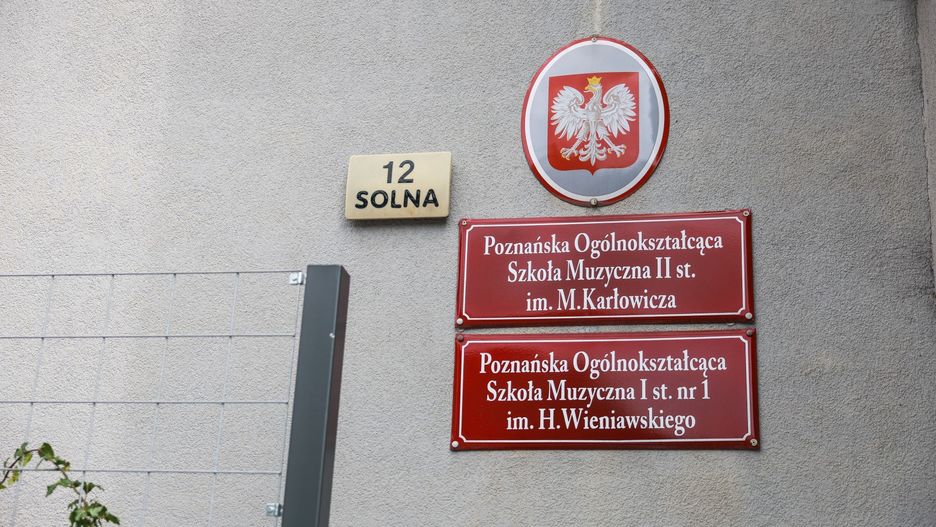 12
SOLNA
Poznańska Ogólnokształcąca
Szkoła Muzyczna II st.
im. M.Karłowicza
Poznańska Ogólnokształcąca
Szkoła Muzyczna I st. nr 1
im. H.Wieniawskiego